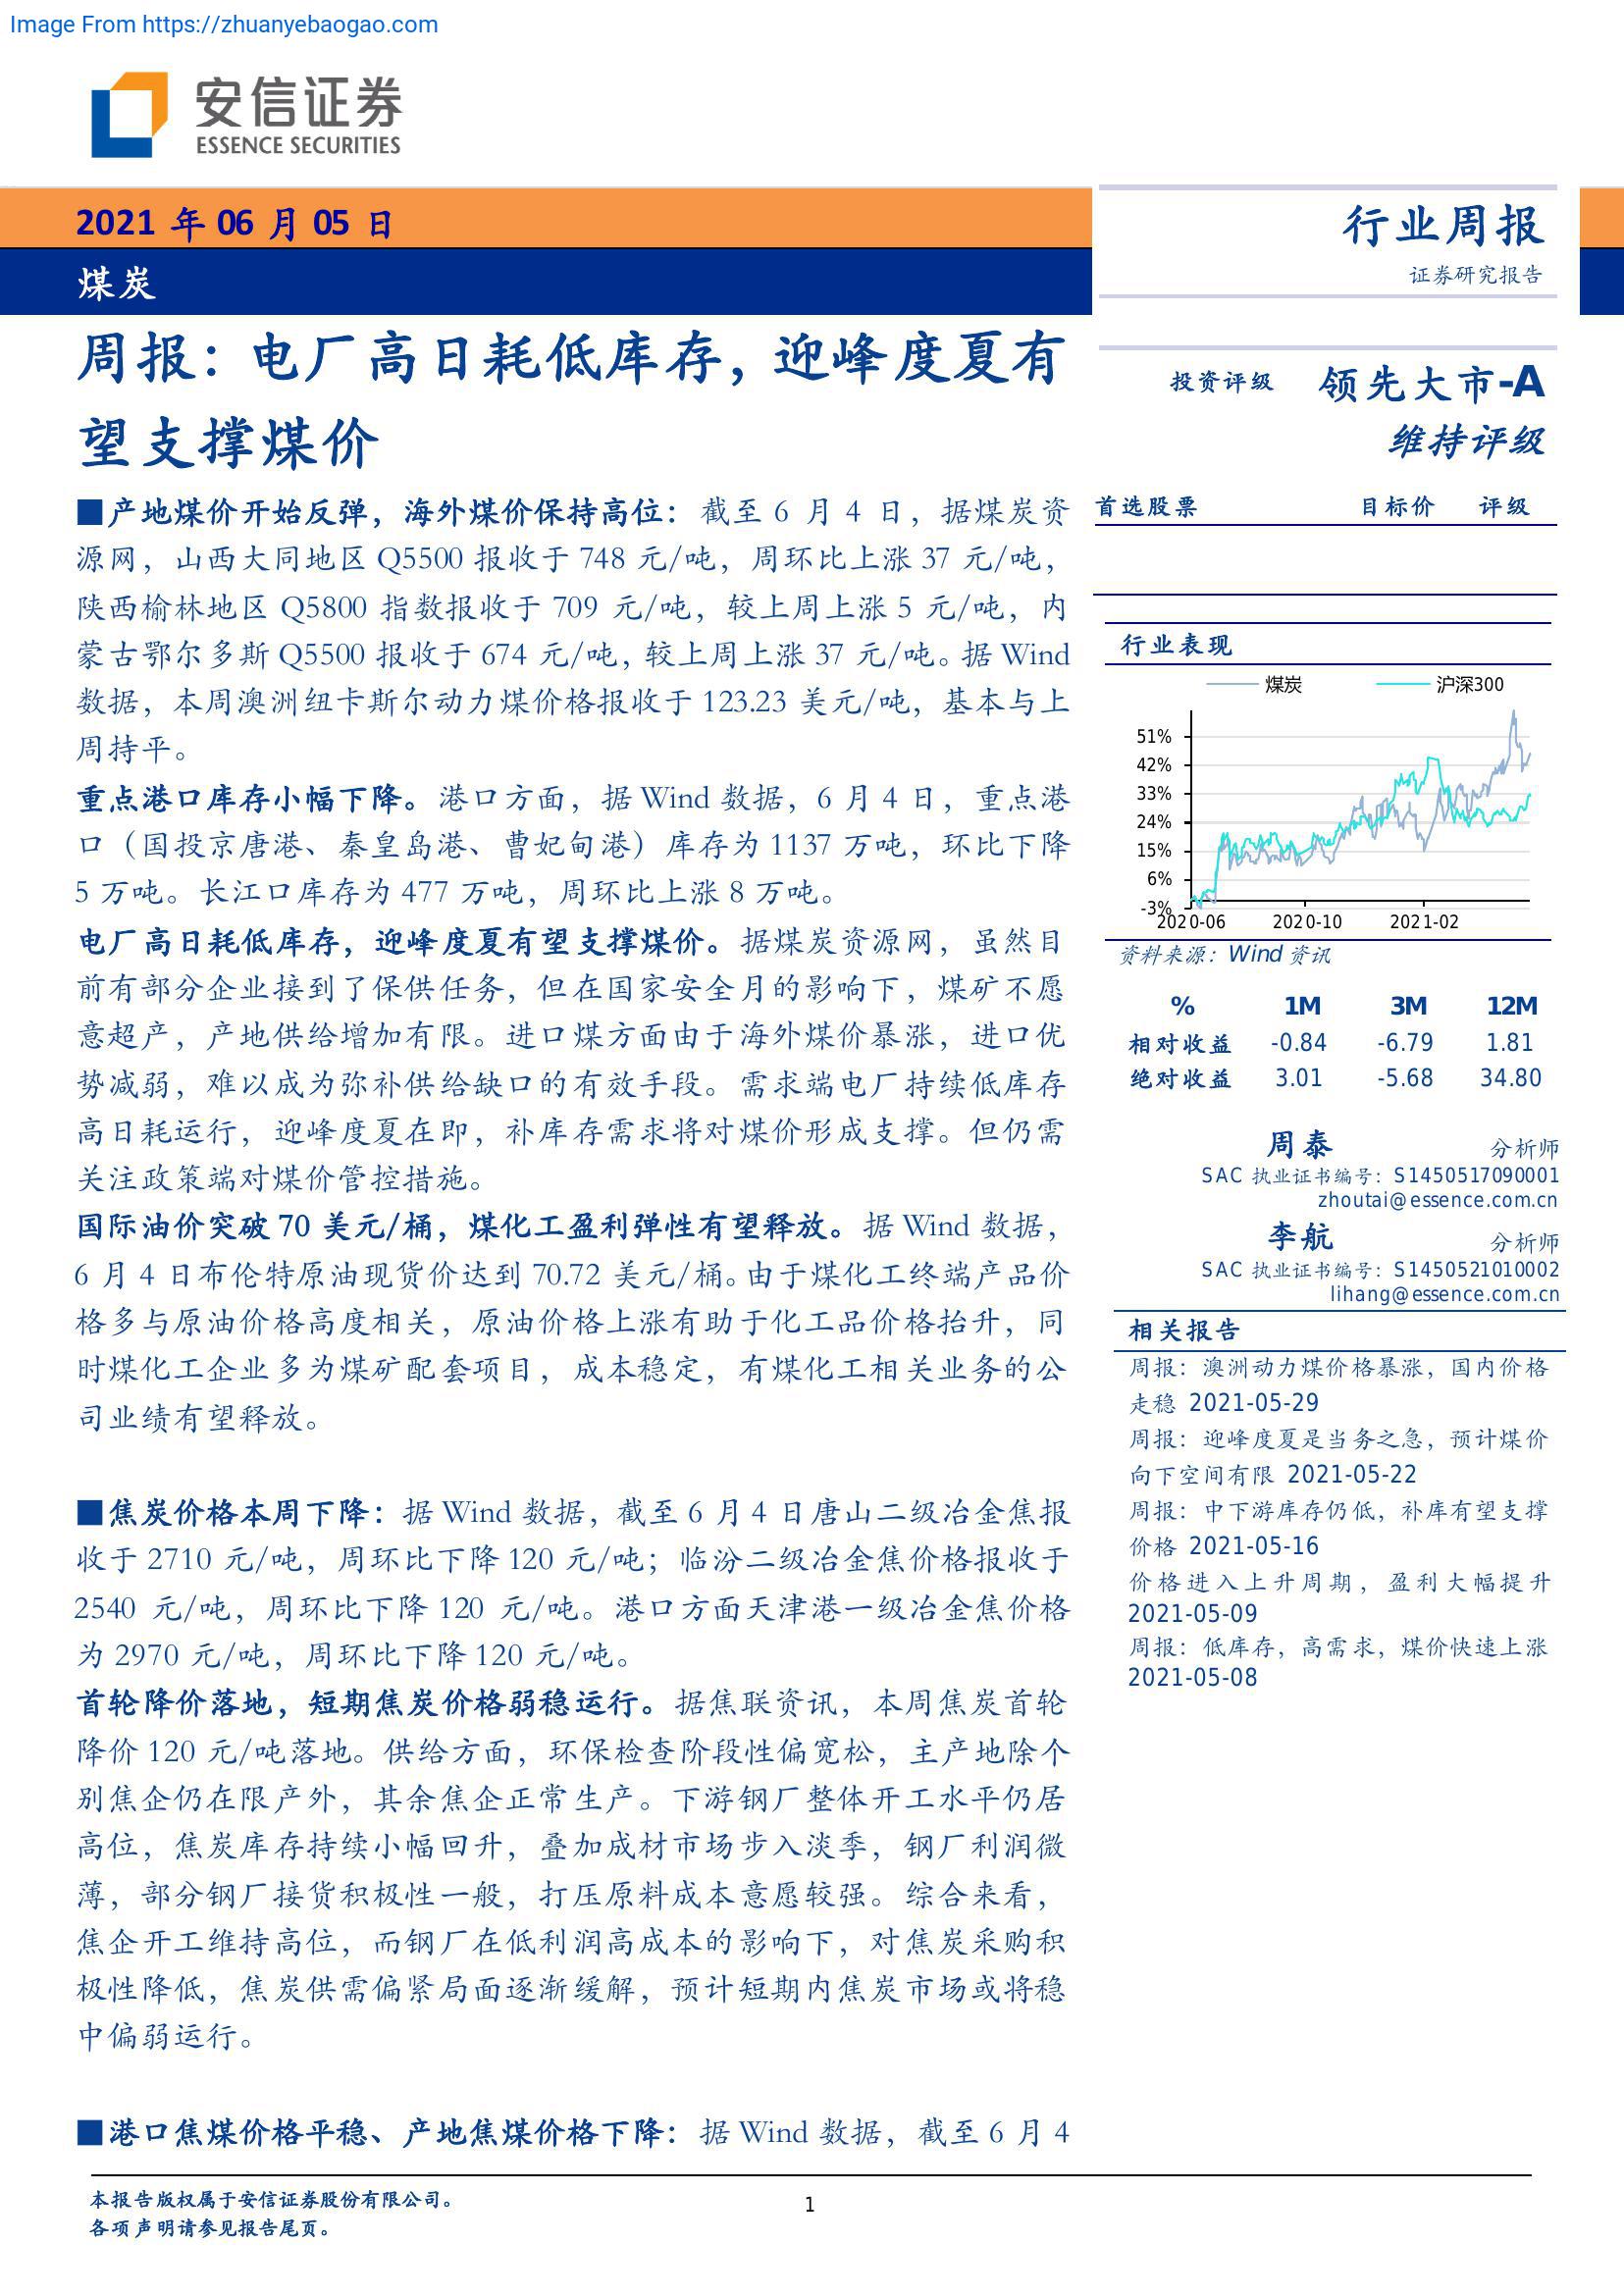 Image From https://zhuanyebaogao.com
安信证券
ESSENCE SECURITIES
2021 年 06 月 05 日
煤炭
行业周报
证券研究报告
周报：电厂高日耗低库存，迎峰度夏有
望支撑煤价
■产地煤价开始反弹，海外煤价保持高位：截至 6 月 4 日，据煤炭资
源网，山西大同地区 Q5500 报收于 748 元/吨，周环比上涨 37 元/吨，
陕西榆林地区 Q5800 指数报收于 709 元/吨，较上周上涨 5 元/吨，内
蒙古鄂尔多斯 Q5500 报收于 674 元/吨，较上周上涨 37 元/吨。据 Wind
数据，本周澳洲纽卡斯尔动力煤价格报收于 123.23 美元/吨，基本与上
周持平。
重点港口库存小幅下降。港口方面，据 Wind 数据，6 月 4 日，重点港
口（国投京唐港、秦皇岛港、曹妃甸港）库存为 1137 万吨，环比下降
5 万吨。长江口库存为 477 万吨，周环比上涨 8 万吨。
电厂高日耗低库存，迎峰度夏有望支撑煤价。据煤炭资源网，虽然目
前有部分企业接到了保供任务，但在国家安全月的影响下，煤矿不愿
意超产，产地供给增加有限。进口煤方面由于海外煤价暴涨，进口优
势减弱，难以成为弥补供给缺口的有效手段。需求端电厂持续低库存
高日耗运行，迎峰度夏在即，补库存需求将对煤价形成支撑。但仍需
关注政策端对煤价管控措施。
国际油价突破 70 美元/桶，煤化工盈利弹性有望释放。据 Wind 数据，
6 月 4 日布伦特原油现货价达到 70.72 美元/桶。由于煤化工终端产品价
格多与原油价格高度相关，原油价格上涨有助于化工品价格抬升，同
时煤化工企业多为煤矿配套项目，成本稳定，有煤化工相关业务的公
司业绩有望释放。
■焦炭价格本周下降：据 Wind 数据，截至 6 月 4 日唐山二级冶金焦报
收于 2710 元/吨，周环比下降 120 元/吨；临汾二级冶金焦价格报收于
2540 元/吨，周环比下降 120 元/吨。港口方面天津港一级冶金焦价格
为 2970 元/吨，周环比下降 120 元/吨。
首轮降价落地，短期焦炭价格弱稳运行。据焦联资讯，本周焦炭首轮
降价 120 元/吨落地。供给方面，环保检查阶段性偏宽松，主产地除个
别焦企仍在限产外，其余焦企正常生产。下游钢厂整体开工水平仍居
高位，焦炭库存持续小幅回升，叠加成材市场步入淡季，钢厂利润微
薄，部分钢厂接货积极性一般，打压原料成本意愿较强。综合来看，
焦企开工维持高位，而钢厂在低利润高成本的影响下，对焦炭采购积
极性降低，焦炭供需偏紧局面逐渐缓解，预计短期内焦炭市场或将稳
中偏弱运行。
■港口焦煤价格平稳、产地焦煤价格下降：据 Wind 数据，截至 6 月 4
投资评级 领先大市-A
维持评级
首选股票 目标价 评级
行业表现
煤炭 沪深300
51%
42%
33%
24%
15%
6%
-3%
2020-06 2020-10 2021-02
资料来源：Wind 资讯
% 1M 3M 12M
相对收益 -0.84 -6.79 1.81
绝对收益 3.01 -5.68 34.80
周泰 分析师
SAC 执业证书编号：S1450517090001
zhoutai@essence.com.cn
李航 分析师
SAC 执业证书编号：S1450521010002
lihang@essence.com.cn
相关报告
周报：澳洲动力煤价格暴涨，国内价格
走稳 2021-05-29
周报：迎峰度夏是当务之急，预计煤价
向下空间有限 2021-05-22
周报：中下游库存仍低，补库有望支撑
价格 2021-05-16
价格进入上升周期，盈利大幅提升
2021-05-09
周报：低库存，高需求，煤价快速上涨
2021-05-08
本报告版权属于安信证券股份有限公司。
各项声明请参见报告尾页。
1